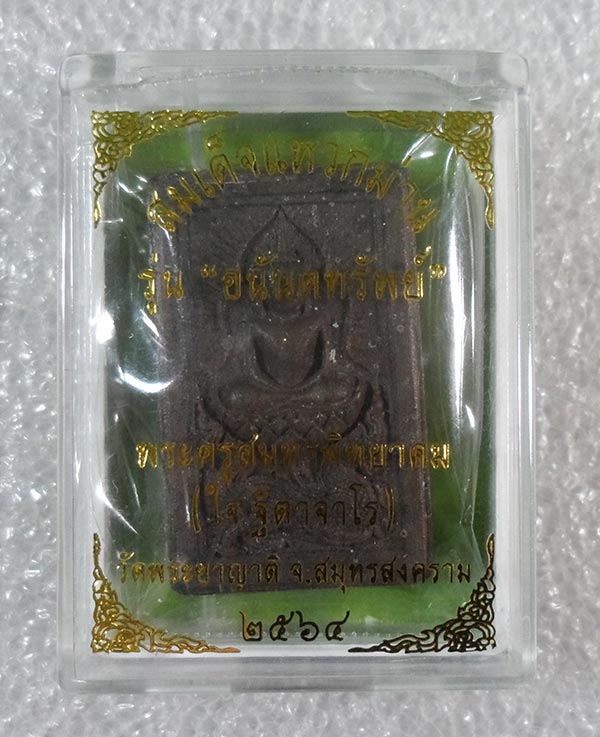 สมเด็จแหวกม่าน
รุ่น “อนันตทรัพย์”
พระครูสมุทรพิทยาคม
(ใจ ฐิตาจาโร)
วัดพระยาญาติ จ.สมุทรสงคราม
๒๕๖๔